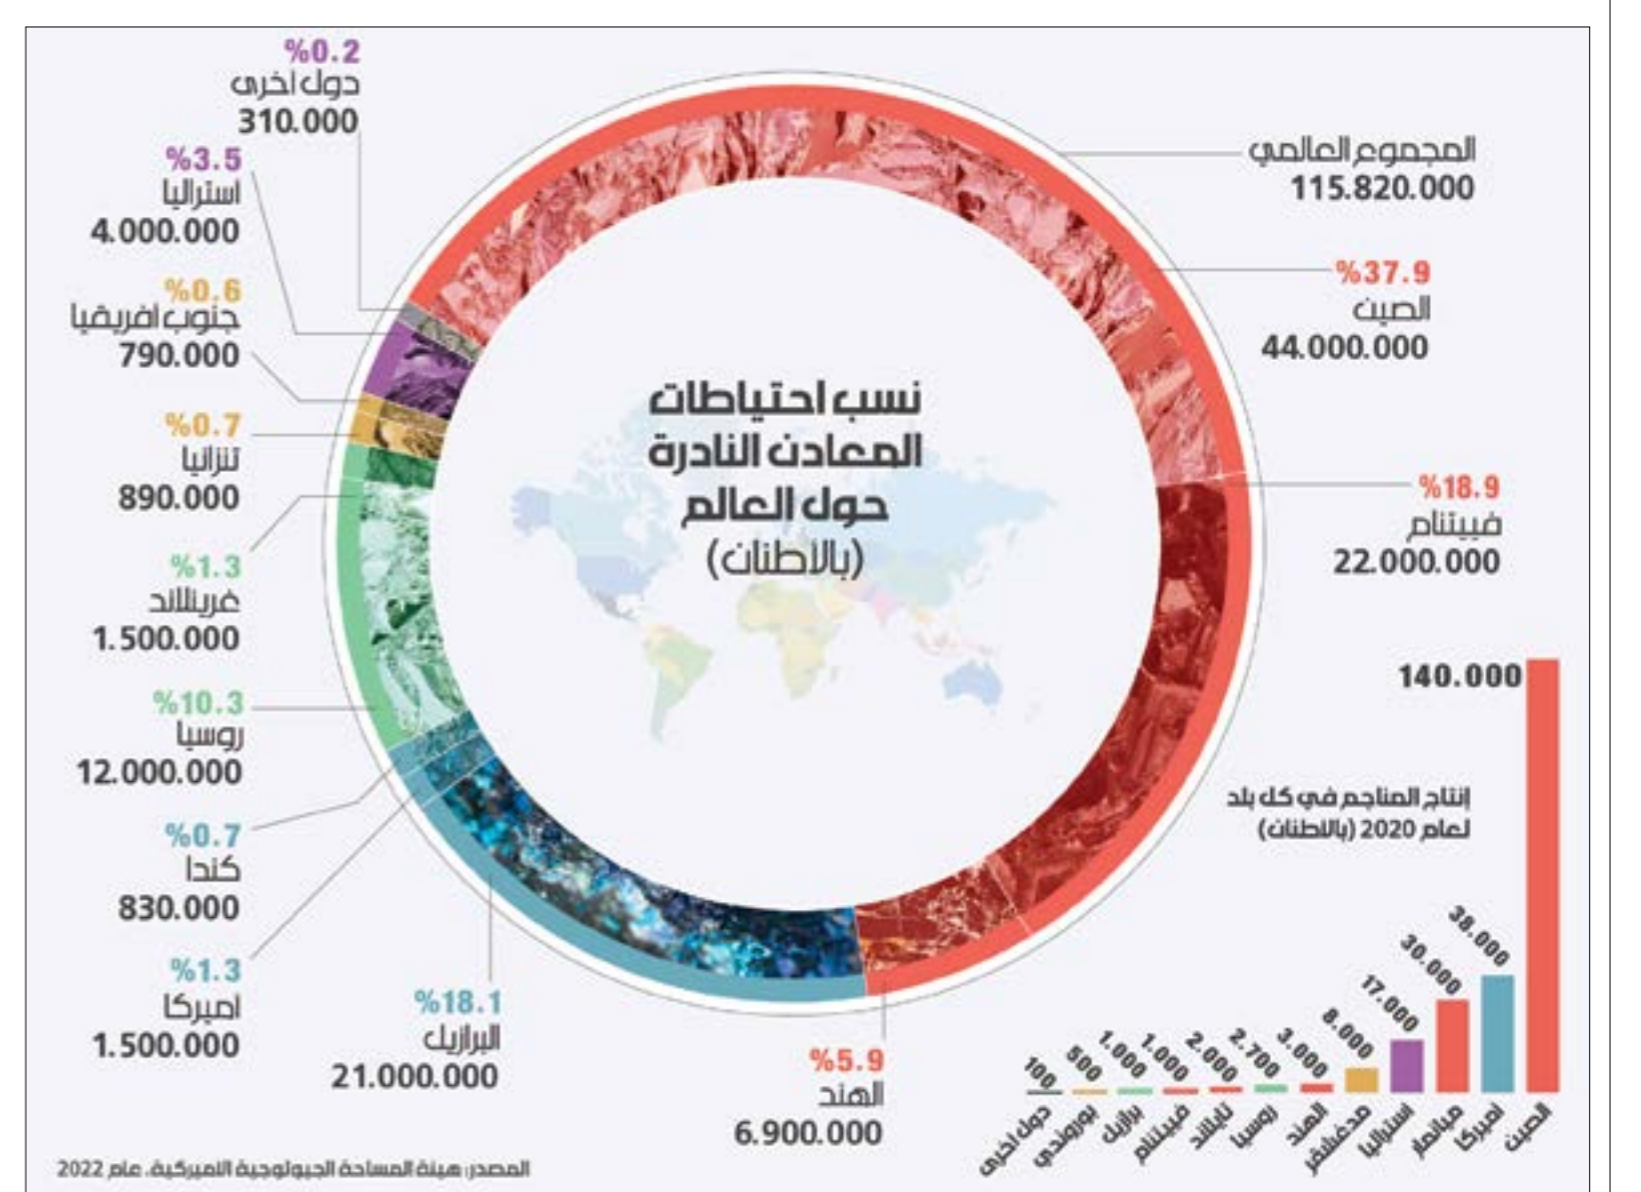 نسب احتياطات
المعادن النادرة
حول العالم
(بالاطنان)
المجموع العالمي
115.820.000
%37.9
الصين
44.000.000
%18.9
فييتنام
22.000.000
%5.9
الهند
6.900.000
%18.1
البرازيل
21.000.000
%1.3
اميركا
1.500.000
%0.7
كندا
830.000
%10.3
روسيا
12.000.000
%1.3
غرينلاند
1.500.000
%0.7
تنزانيا
890.000
%0.6
جنوب افريقيا
790.000
%3.5
استراليا
4.000.000
%0.2
دول اخرى
310.000
إنتاج المناجم في كل بلد
لعام 2020 (بالاطنان)
140.000
38.000
30.000
17.000
8.000
3.000
2.700
2.000
1.000
1.000
500
100
الصين
اميركا
ميانمار
استراليا
مدغشقر
الهند
روسيا
تايلاند
فييتنام
برازيل
بوروندي
دول اخرى
المصدر: هيئة المساحة الجيولوجية الاميركية، عام 2022